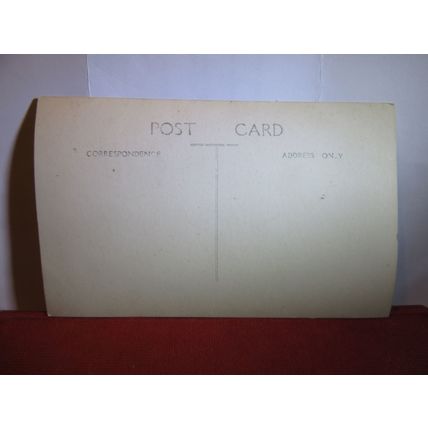 POST CARD
CORRESPONDENCE
ADDRESS ONLY